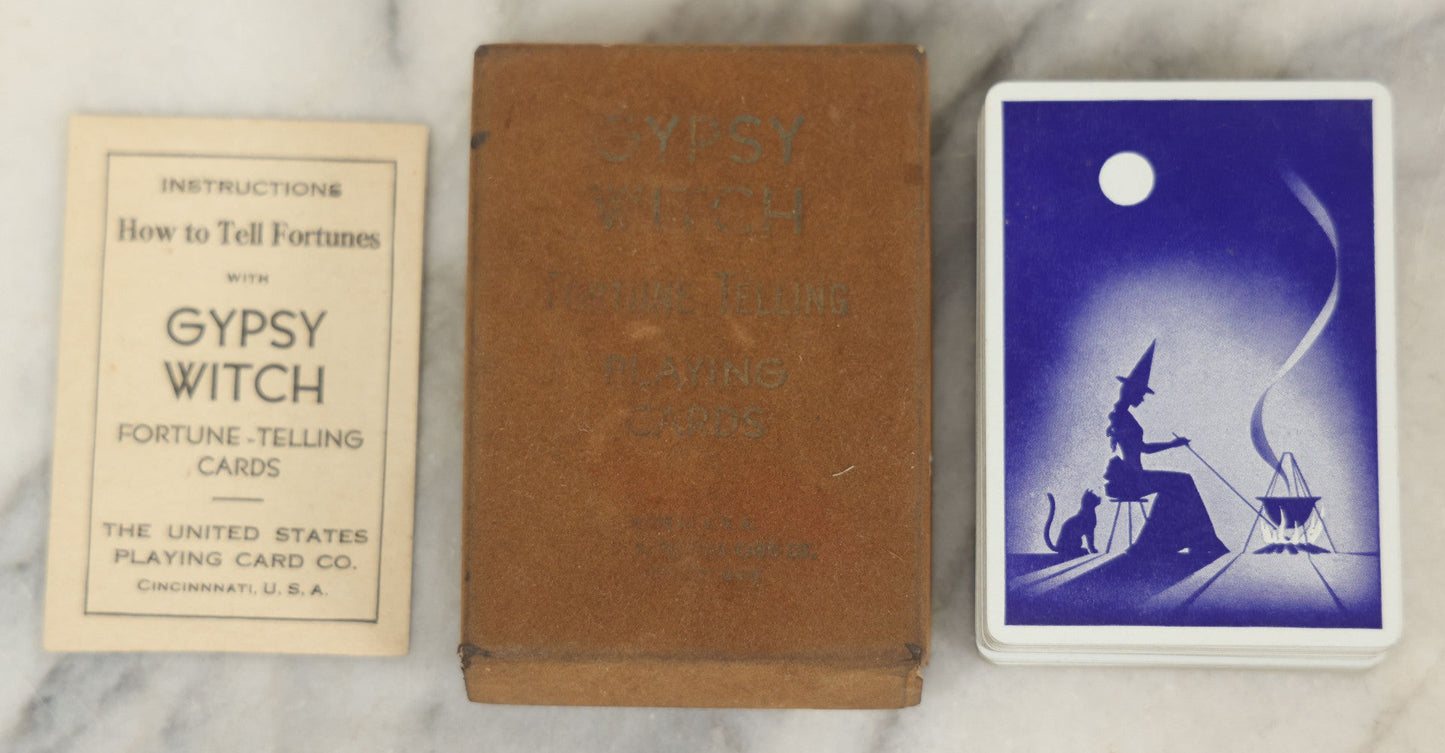 INSTRUCTIONS
How to Tell Fortunes
WITH
GYPSY
WITCH
FORTUNE-TELLING
CARDS
THE UNITED STATES
PLAYING CARD CO.
CINCINNNATI, U. S. A.
GYPSY
WITCH
FORTUNE TELLING
PLAYING
CARDS